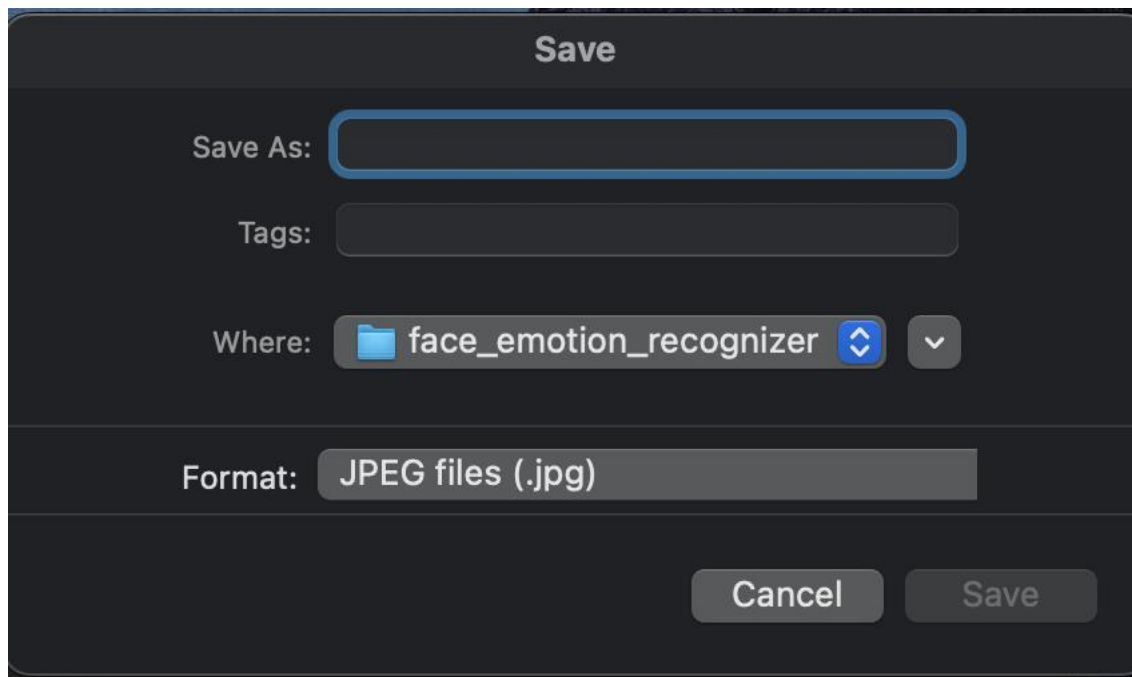 Save
Save As:
Tags:
Where: face_emotion_recognizer
Format: JPEG files (.jpg)
Cancel Save